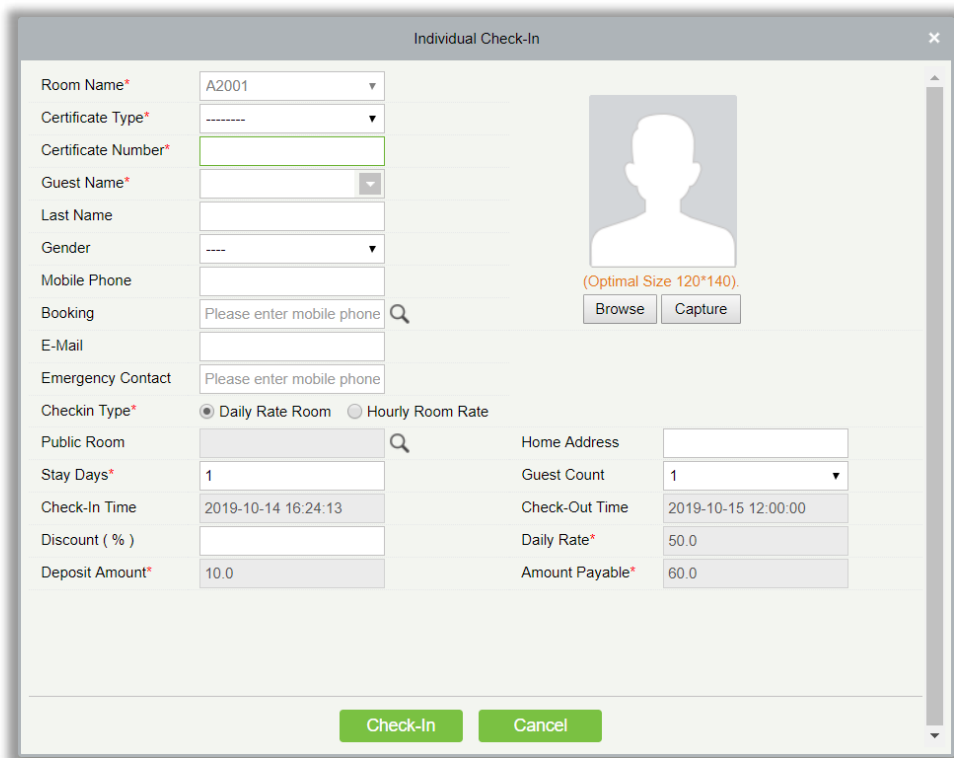 Individual Check-In ×
Room Name* A2001
Certificate Type* --------
Certificate Number*
Guest Name*
Last Name
Gender ----
Mobile Phone
(Optimal Size 120*140).
Booking Please enter mobile phone Browse Capture
E-Mail
Emergency Contact Please enter mobile phone
Checkin Type* Daily Rate Room Hourly Room Rate
Public Room Home Address
Stay Days* 1 Guest Count 1
Check-In Time 2019-10-14 16:24:13 Check-Out Time 2019-10-15 12:00:00
Discount ( % ) Daily Rate* 50.0
Deposit Amount* 10.0 Amount Payable* 60.0
Check-In Cancel